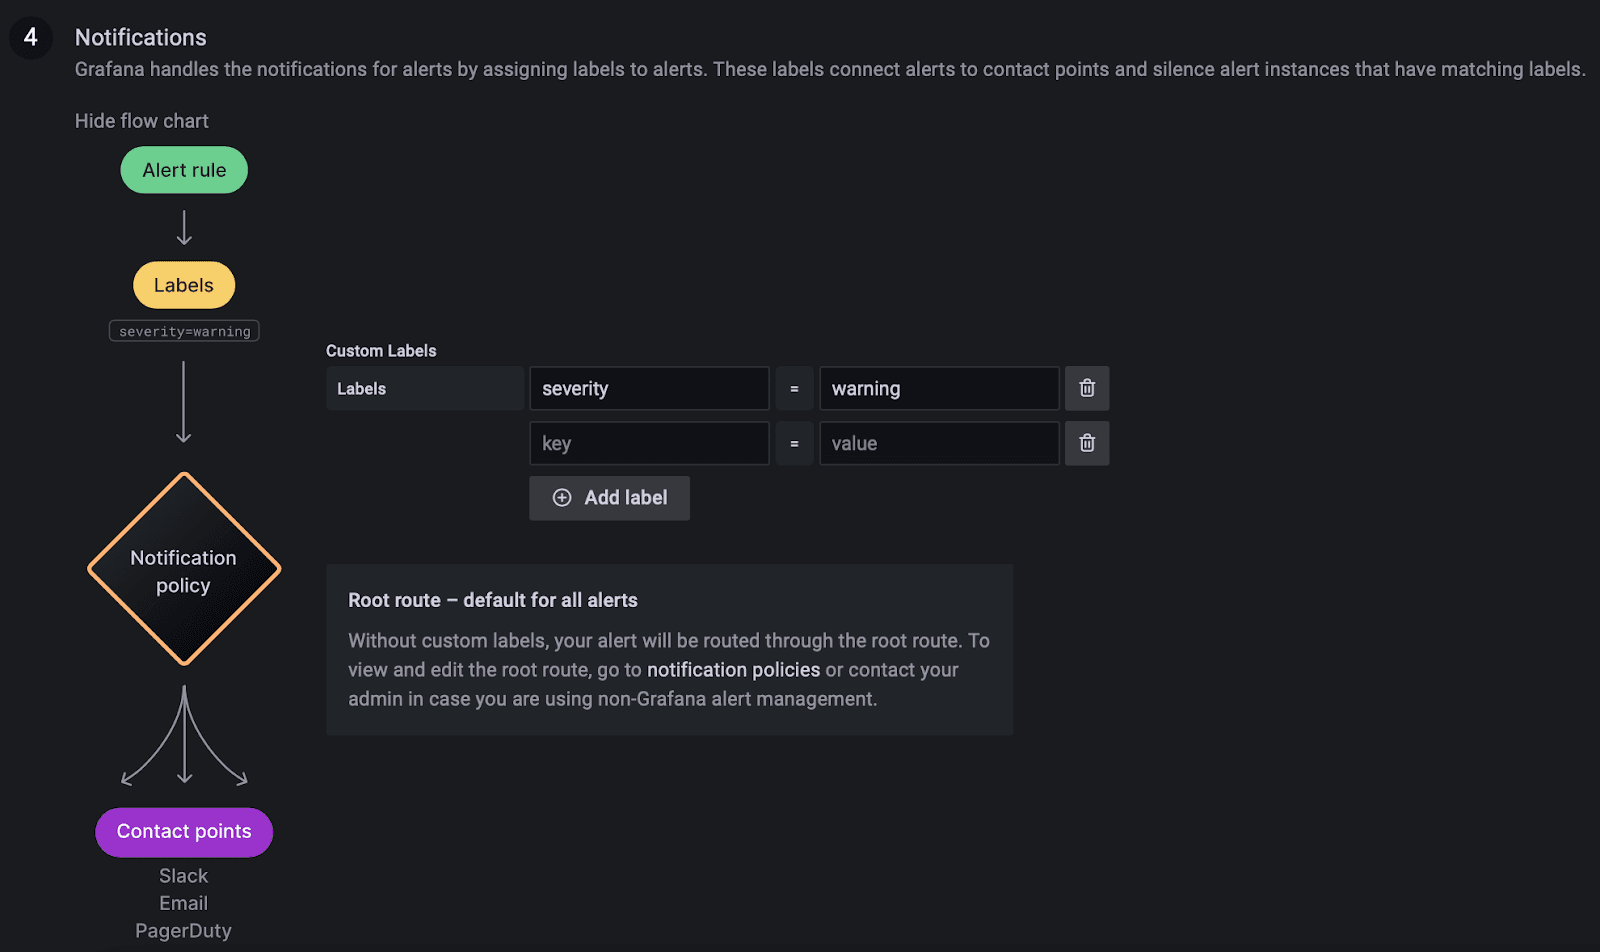 4
Notifications
Grafana handles the notifications for alerts by assigning labels to alerts. These labels connect alerts to contact points and silence alert instances that have matching labels.
Hide flow chart
Alert rule
Labels
severity=warning
Custom Labels
Labels severity = warning
key = value
Add label
Notification
policy
Root route – default for all alerts
Without custom labels, your alert will be routed through the root route. To
view and edit the root route, go to notification policies or contact your
admin in case you are using non-Grafana alert management.
Contact points
Slack
Email
PagerDuty